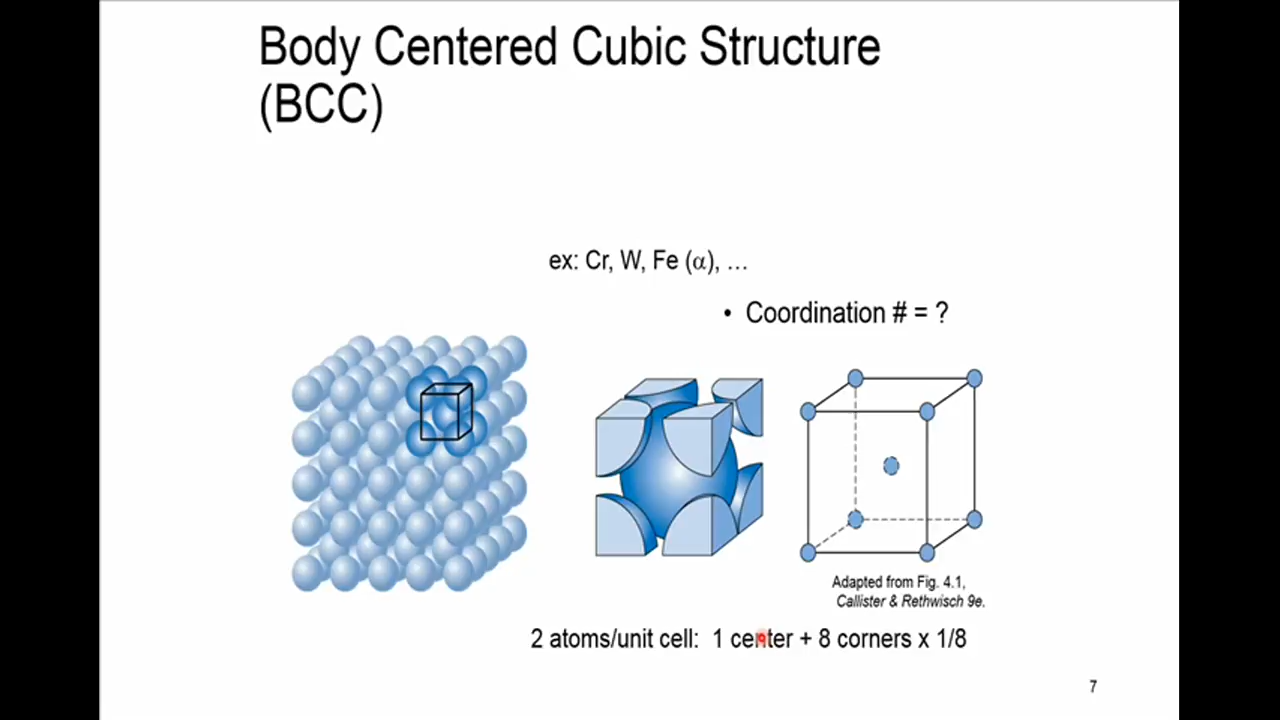 Body Centered Cubic Structure
(BCC)
ex: Cr, W, Fe (α), …
• Coordination # = ?
Adapted from Fig. 4.1,
Callister & Rethwisch 9e.
2 atoms/unit cell: 1 center + 8 corners x 1/8
7